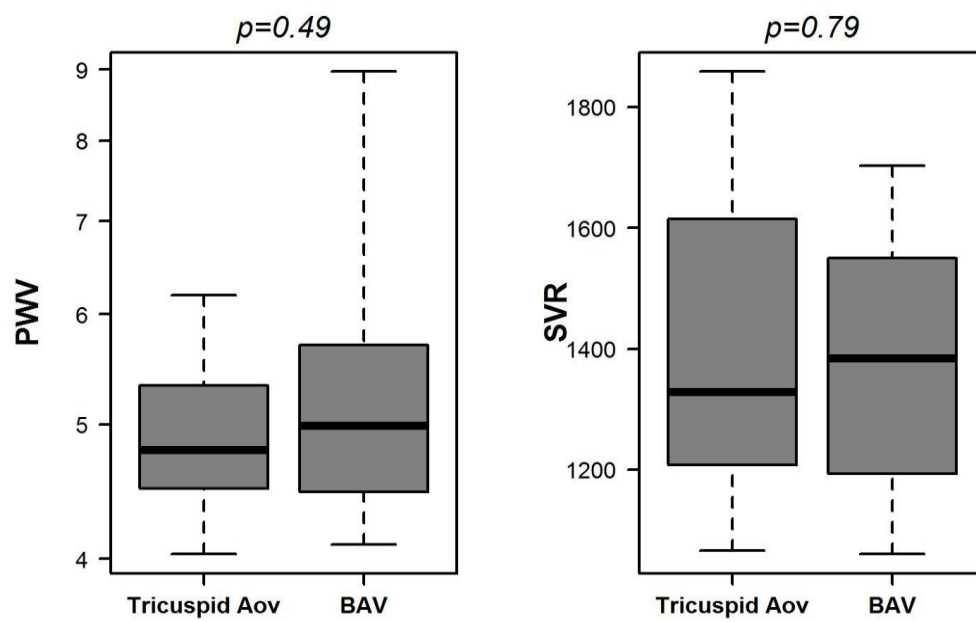 p=0.49
9
8
7
6
5
4
PWV
Tricuspid Aov
BAV
p=0.79
1800
1600
1400
1200
SVR
Tricuspid Aov
BAV